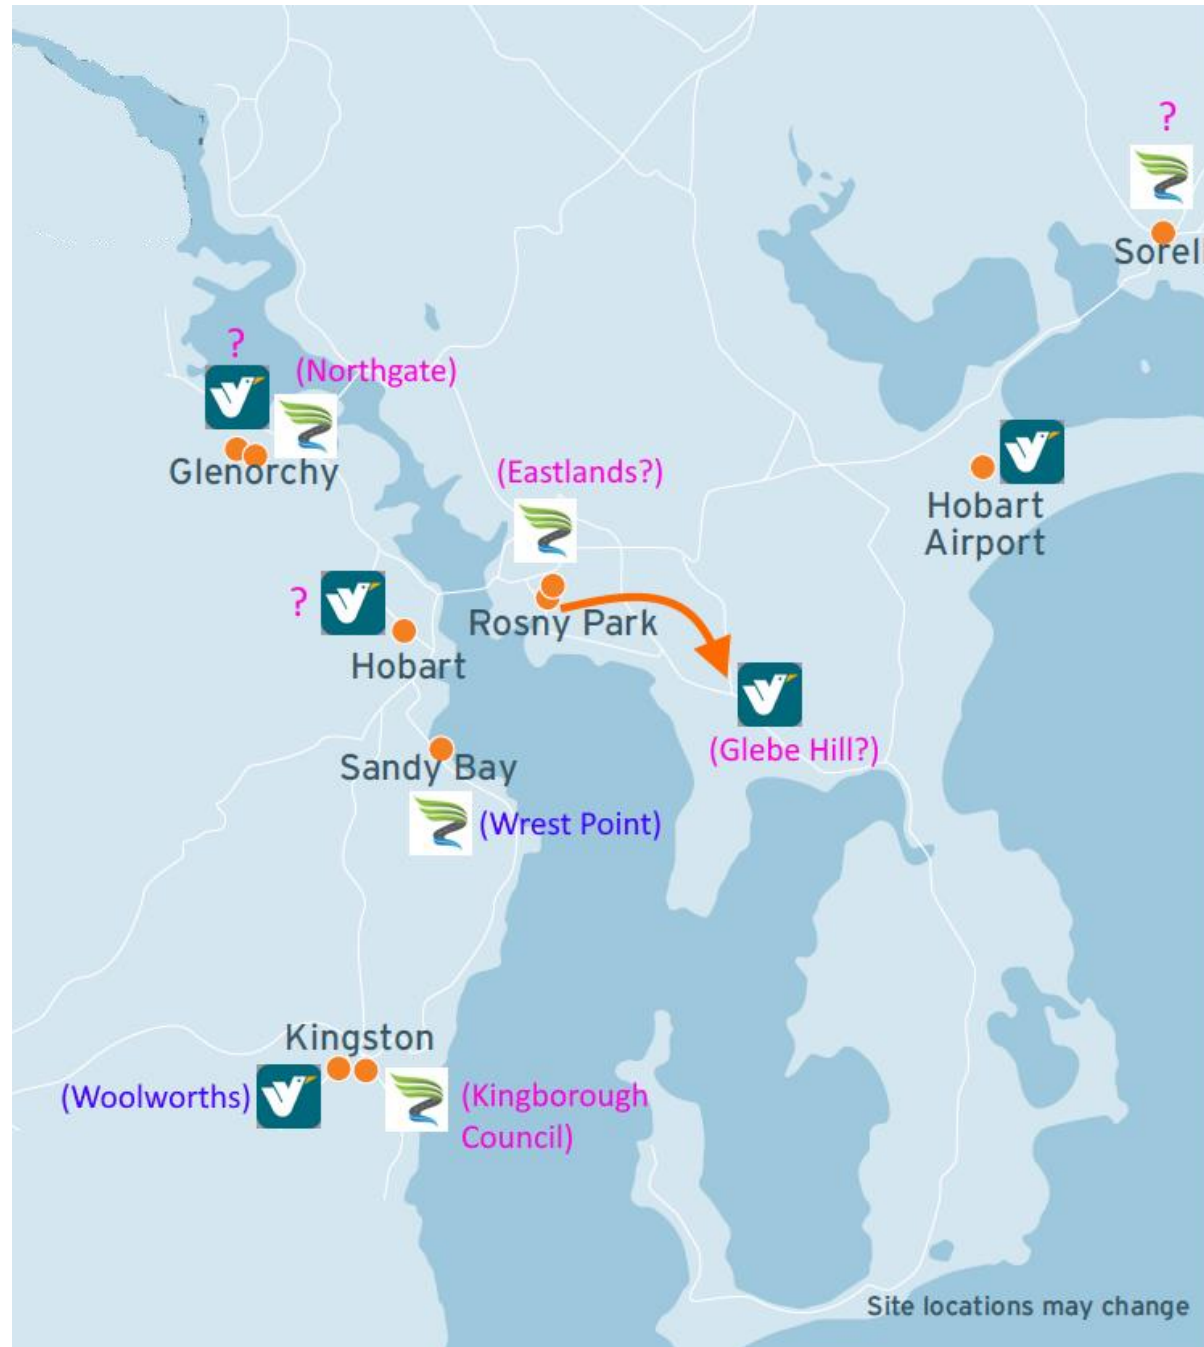 ?
Sorell
?
(Northgate)
Glenorchy
(Eastlands?)
Hobart
Airport
?
Rosny Park
Hobart
(Glebe Hill?)
Sandy Bay
(Wrest Point)
Kingston
(Woolworths)
(Kingborough
Council)
Site locations may change